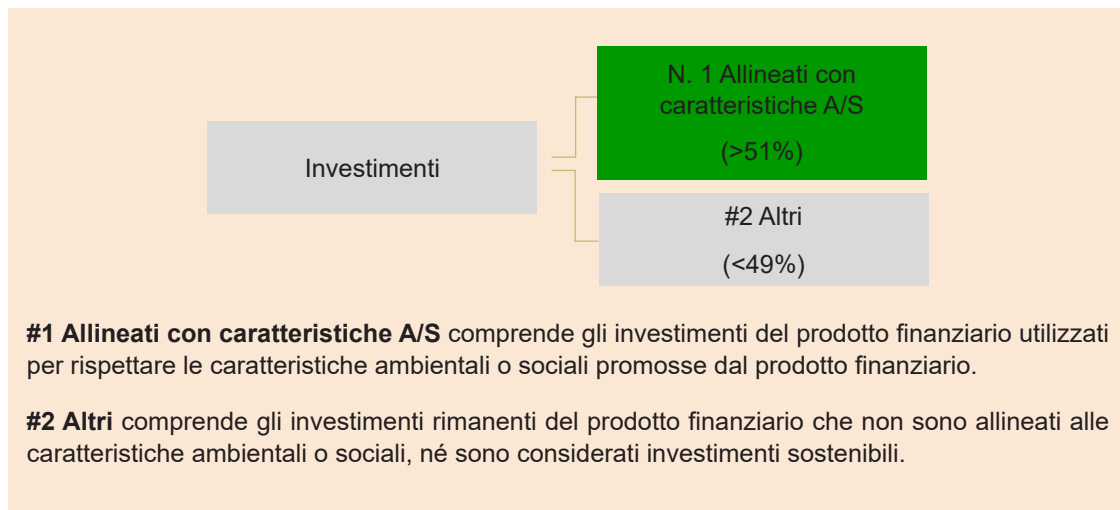 N. 1 Allineati con
caratteristiche A/S
(>51%)
Investimenti
#2 Altri
(<49%)
#1 Allineati con caratteristiche A/S comprende gli investimenti del prodotto finanziario utilizzati
per rispettare le caratteristiche ambientali o sociali promosse dal prodotto finanziario.
#2 Altri comprende gli investimenti rimanenti del prodotto finanziario che non sono allineati alle
caratteristiche ambientali o sociali, né sono considerati investimenti sostenibili.